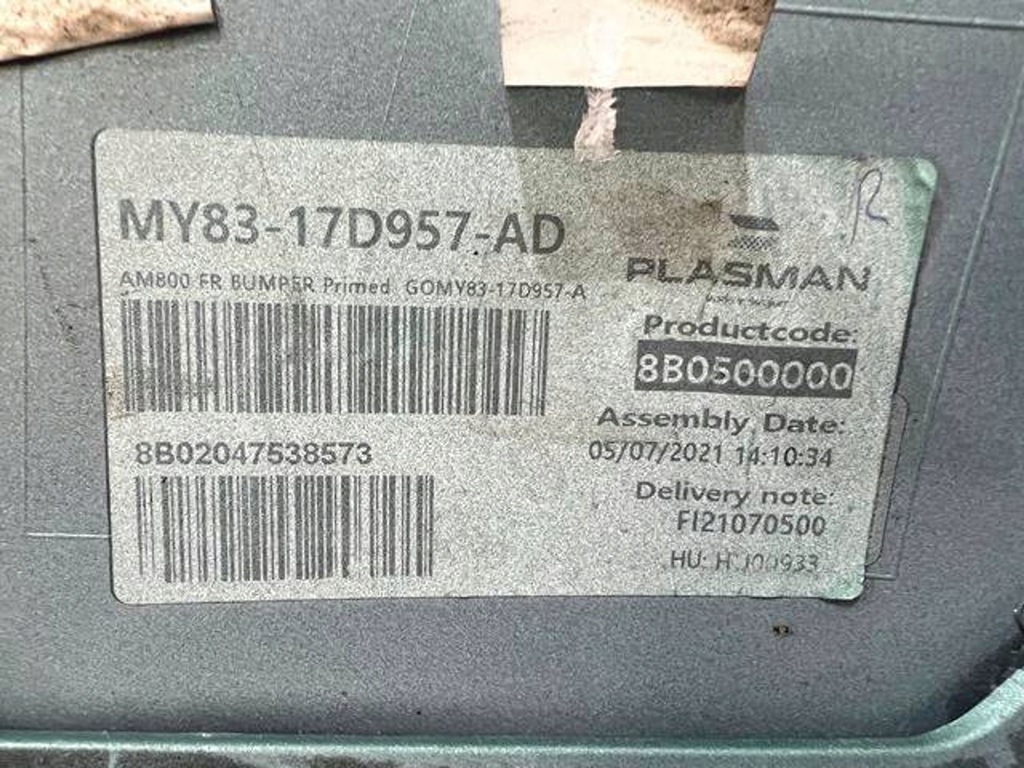 MY83-17D957-AD
AM800 FR BUMPER Primed GOMY83-17D957-A
8B02047538573
R
PLASMAN
Productcode:
8B0500000
Assembly Date:
05/07/2021 14:10:34
Delivery note:
FI21070500
HU: